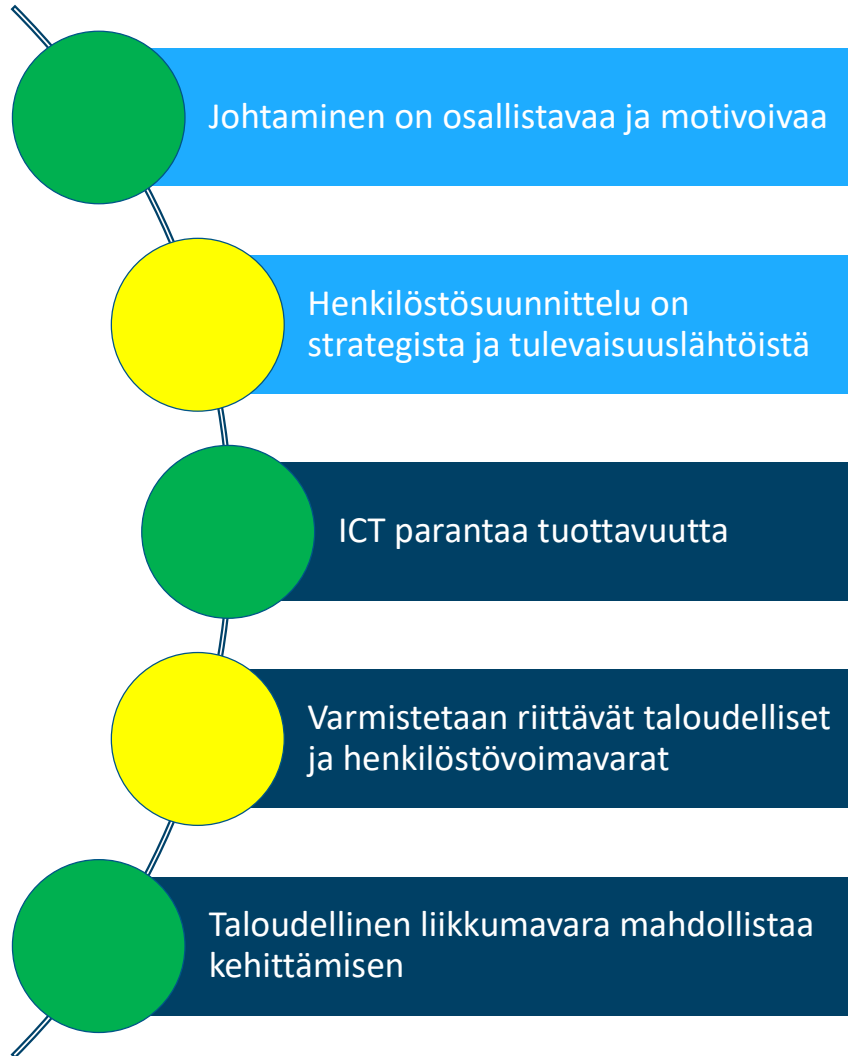 Johtaminen on osallistavaa ja motivoivaa
Henkilöstösuunnittelu on
strategista ja tulevaisuuslähtöistä
ICT parantaa tuottavuutta
Varmistetaan riittävät taloudelliset
ja henkilöstövoimavarat
Taloudellinen liikkumavara mahdollistaa
kehittämisen